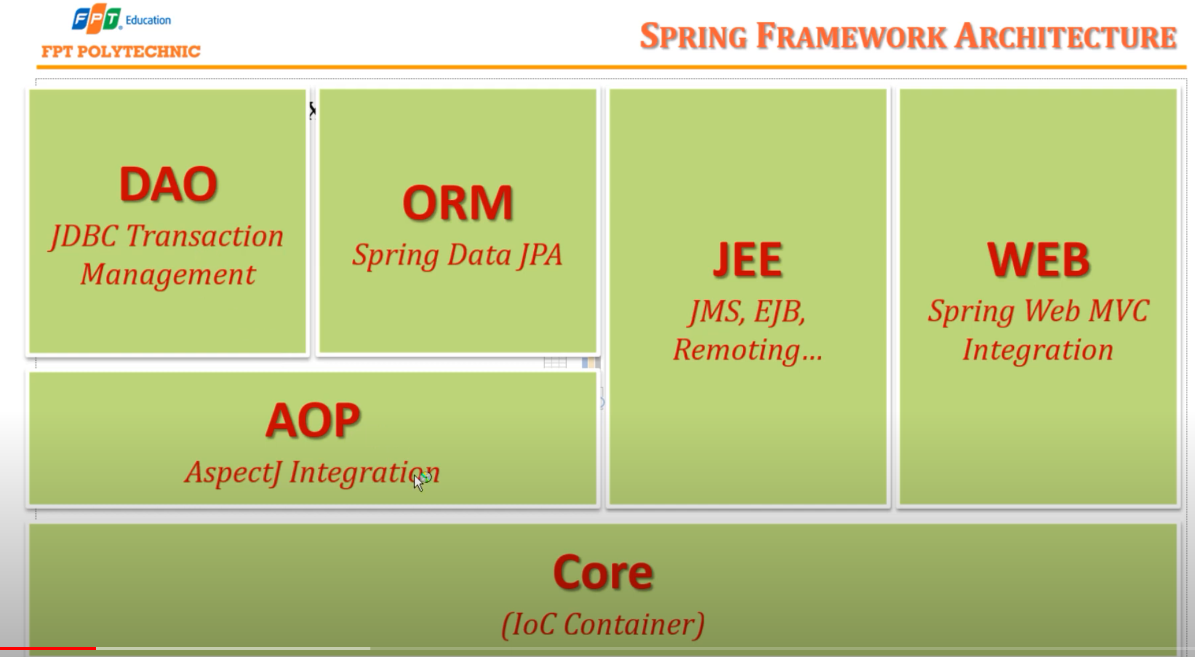 FPT Education
FPT POLYTECHNIC
SPRING FRAMEWORK ARCHITECTURE
DAO
JDBC Transaction
Management
ORM
Spring Data JPA
JEE
JMS, EJB,
Remoting...
WEB
Spring Web MVC
Integration
AOP
AspectJ Integration
Core
(IoC Container)